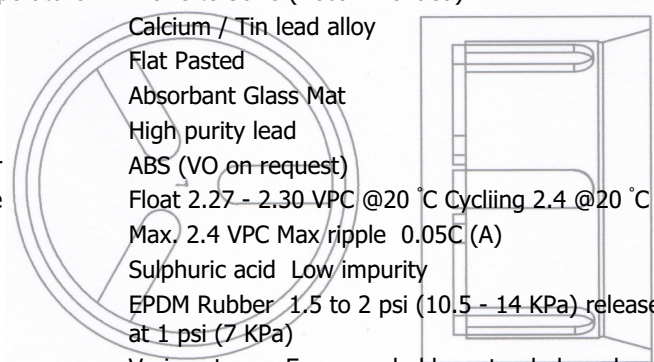 Calcium / Tin lead alloy
Flat Pasted
Absorbant Glass Mat
High purity lead
ABS (VO on request)
Float 2.27 - 2.30 VPC @20 °C Cycliing 2.4 @20 °C
Max. 2.4 VPC Max ripple 0.05C (A)
Sulphuric acid Low impurity
EPDM Rubber 1.5 to 2 psi (10.5 - 14 KPa) release
at 1 psi (7 KPa)